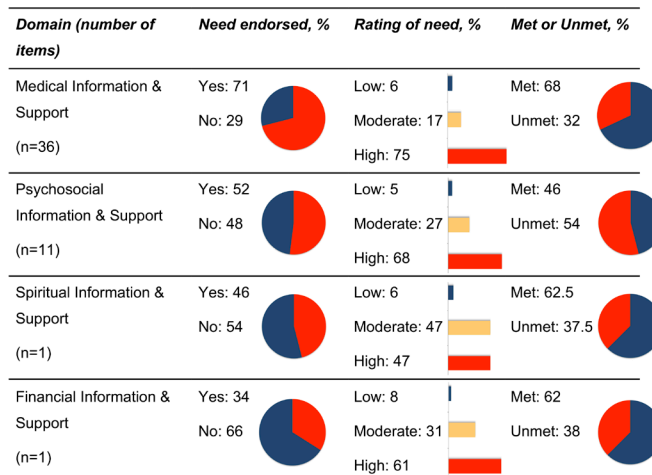 Domain (number of items) Need endorsed, % Rating of need, % Met or Unmet, %
Medical Information & Support (n=36)
Yes: 71
No: 29
Low: 6
Moderate: 17
High: 75
Met: 68
Unmet: 32
Psychosocial Information & Support (n=11)
Yes: 52
No: 48
Low: 5
Moderate: 27
High: 68
Met: 46
Unmet: 54
Spiritual Information & Support (n=1)
Yes: 46
No: 54
Low: 6
Moderate: 47
High: 47
Met: 62.5
Unmet: 37.5
Financial Information & Support (n=1)
Yes: 34
No: 66
Low: 8
Moderate: 31
High: 61
Met: 62
Unmet: 38